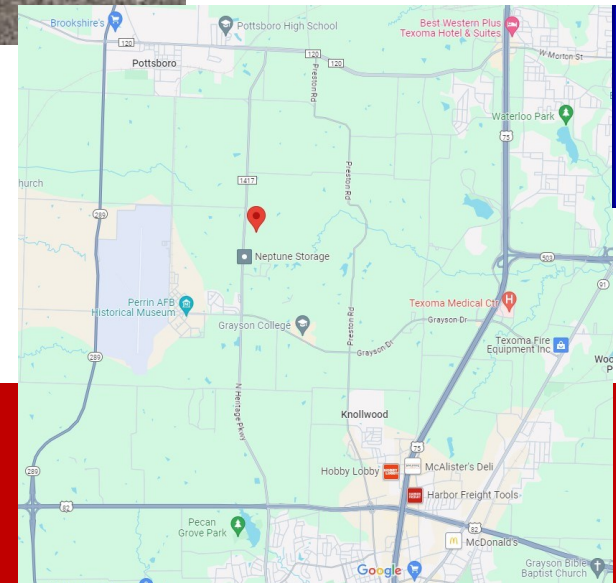 Brookshire's
Pottsboro High School
Best Western Plus
Texoma Hotel & Suites
120
120
120
W Morton St
Pottsboro
Preston Rd
Waterloo Park
75
1417
Preston Rd
289
Neptune Storage
503
91
Perrin AFB
Historical Museum
Texoma Medical Ctr
Grayson College
Grayson Dr
Grayson Dr
Texoma Fire
Equipment Inc
289
N Heritage Pkwy
Knollwood
75
289
Hobby Lobby
McAlister's Deli
Harbor Freight Tools
82
82
Pecan
Grove Park
McDonald's
Google
Grayson Bible
Baptist Church